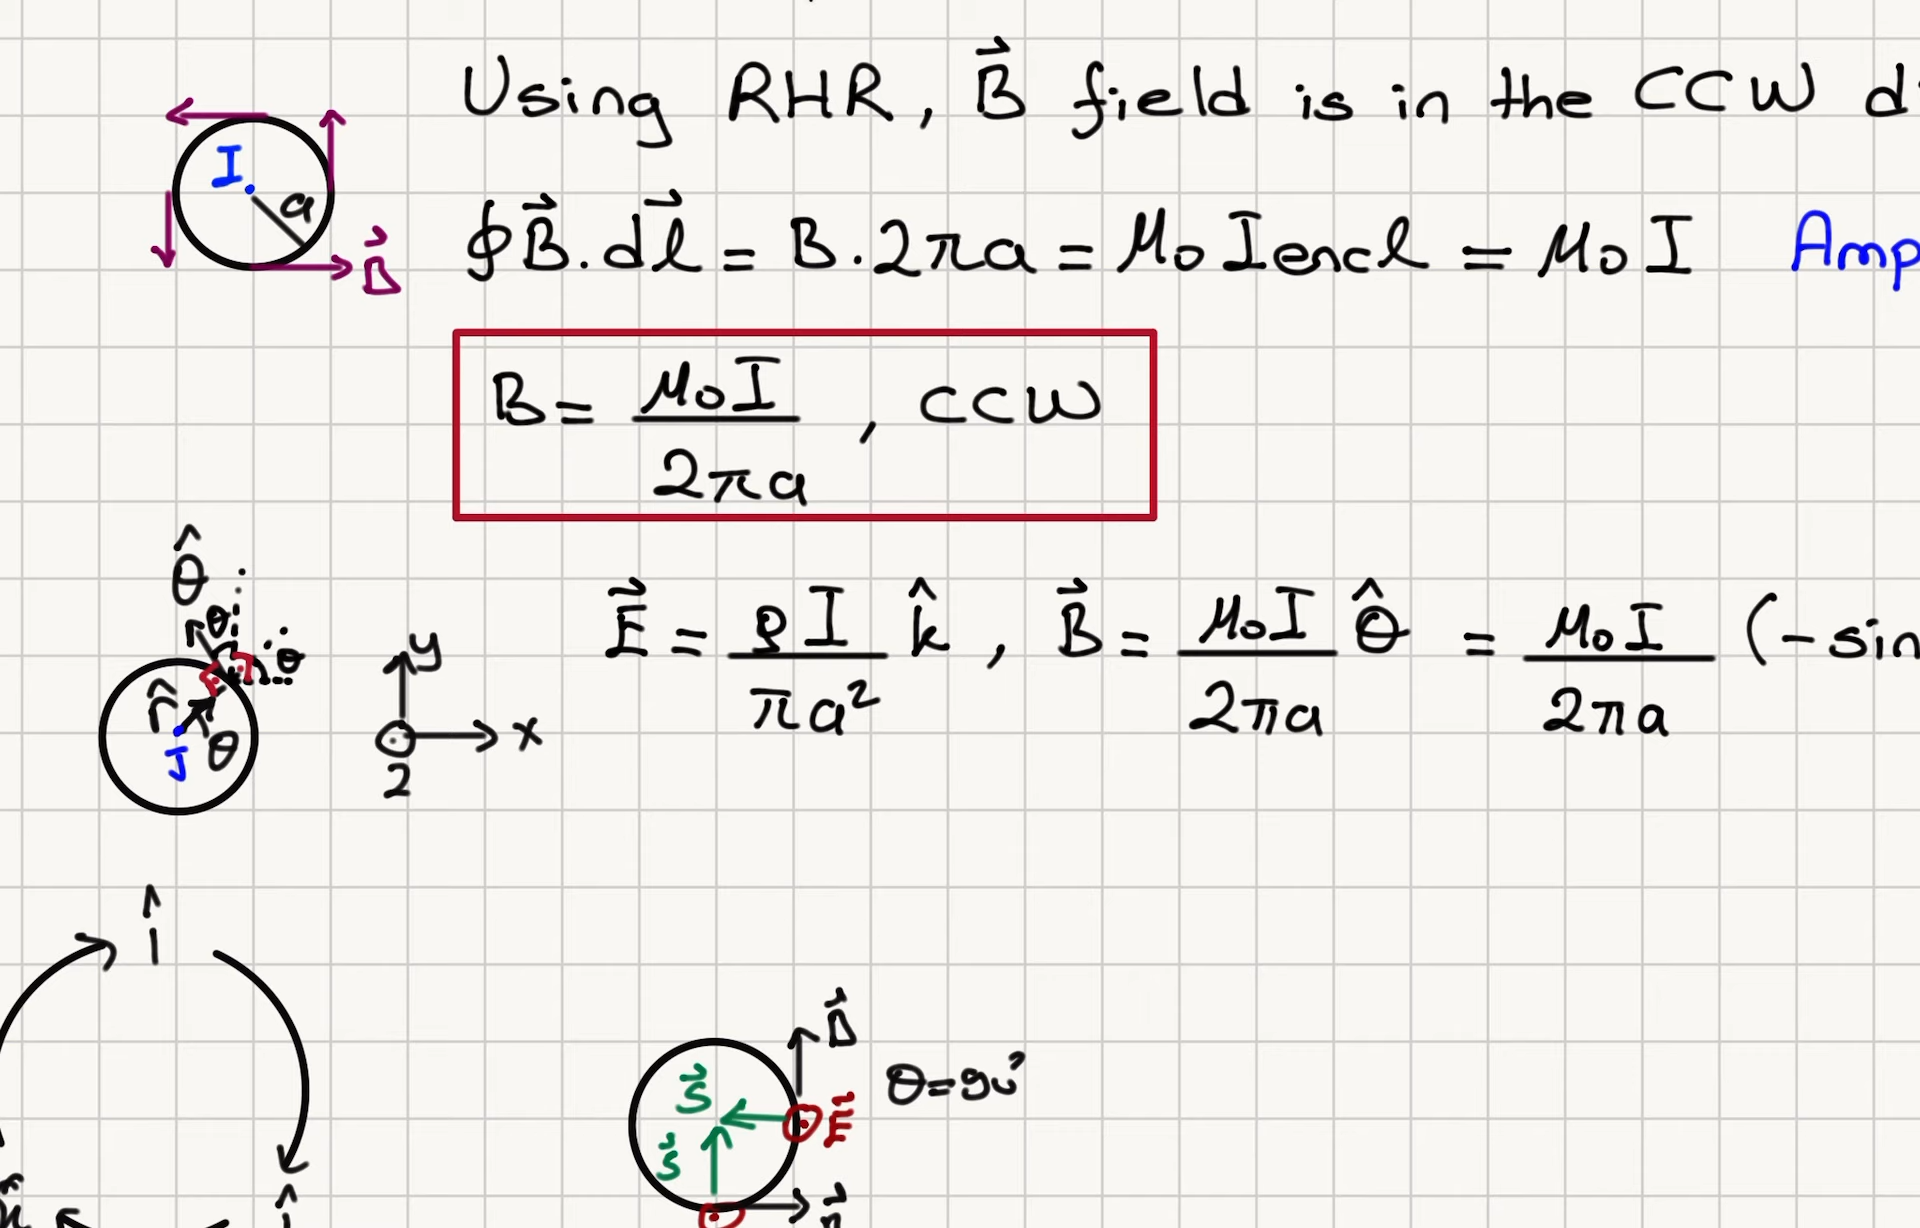 Using RHR, B⃗ field is in the CCW d
I
a
B⃗
∮B⃗.dl⃗ = B.2πa = μ₀Iencl = μ₀I Amp
B = μ₀I / 2πa , CCW
θ̂
θ
θ
r̂
J
θ
y
x
z
E⃗ = ρI / πa² k̂ , B⃗ = μ₀I / 2πa θ̂ = μ₀I / 2πa (-sin
î
B⃗
S⃗
E⃗
θ=90°
S⃗